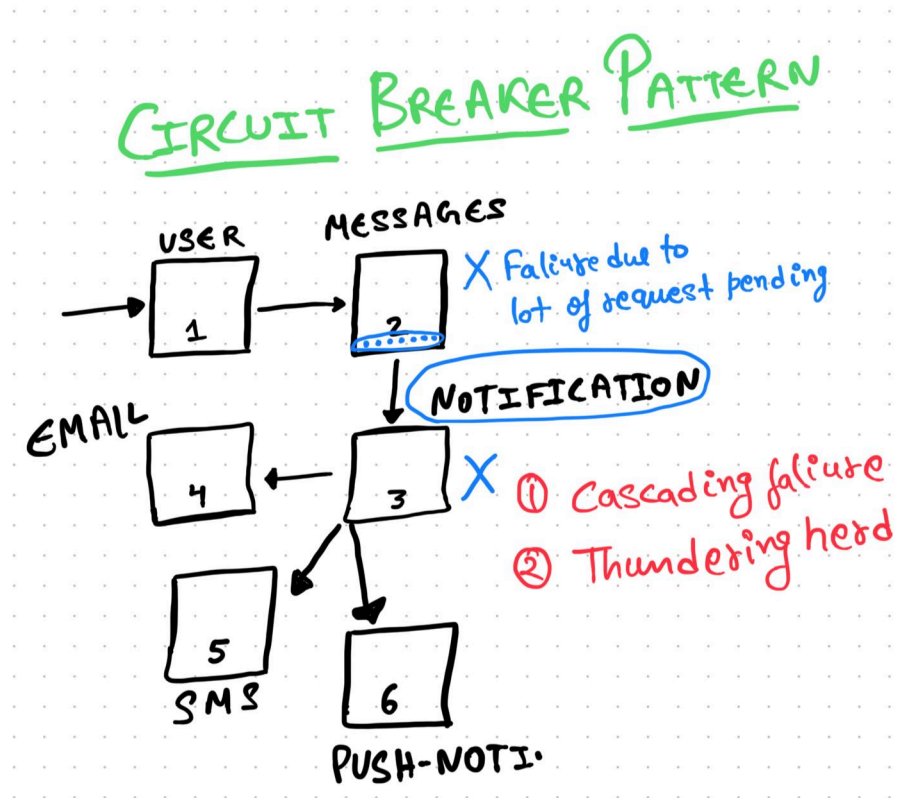 CIRCUIT BREAKER PATTERN
USER
MESSAGES
1
2
X Faliure due to
lot of request pending
NOTIFICATION
EMAIL
4
3
X
① Cascading faliure
② Thundering herd
5
SMS
6
PUSH-NOTI.